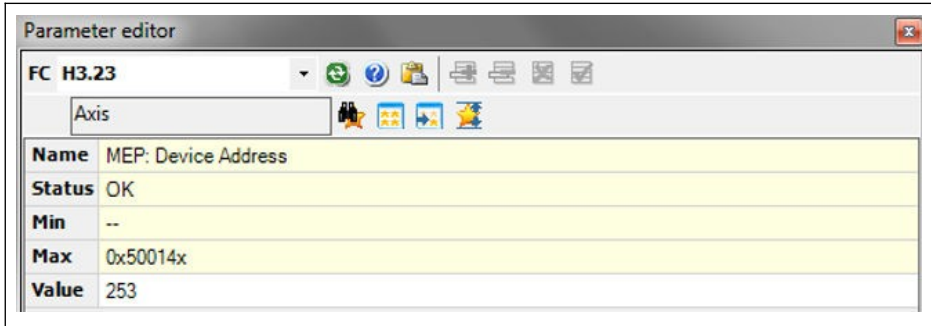 Parameter editor
FC H3.23
Axis
Name MEP: Device Address
Status OK
Min --
Max 0x50014x
Value 253